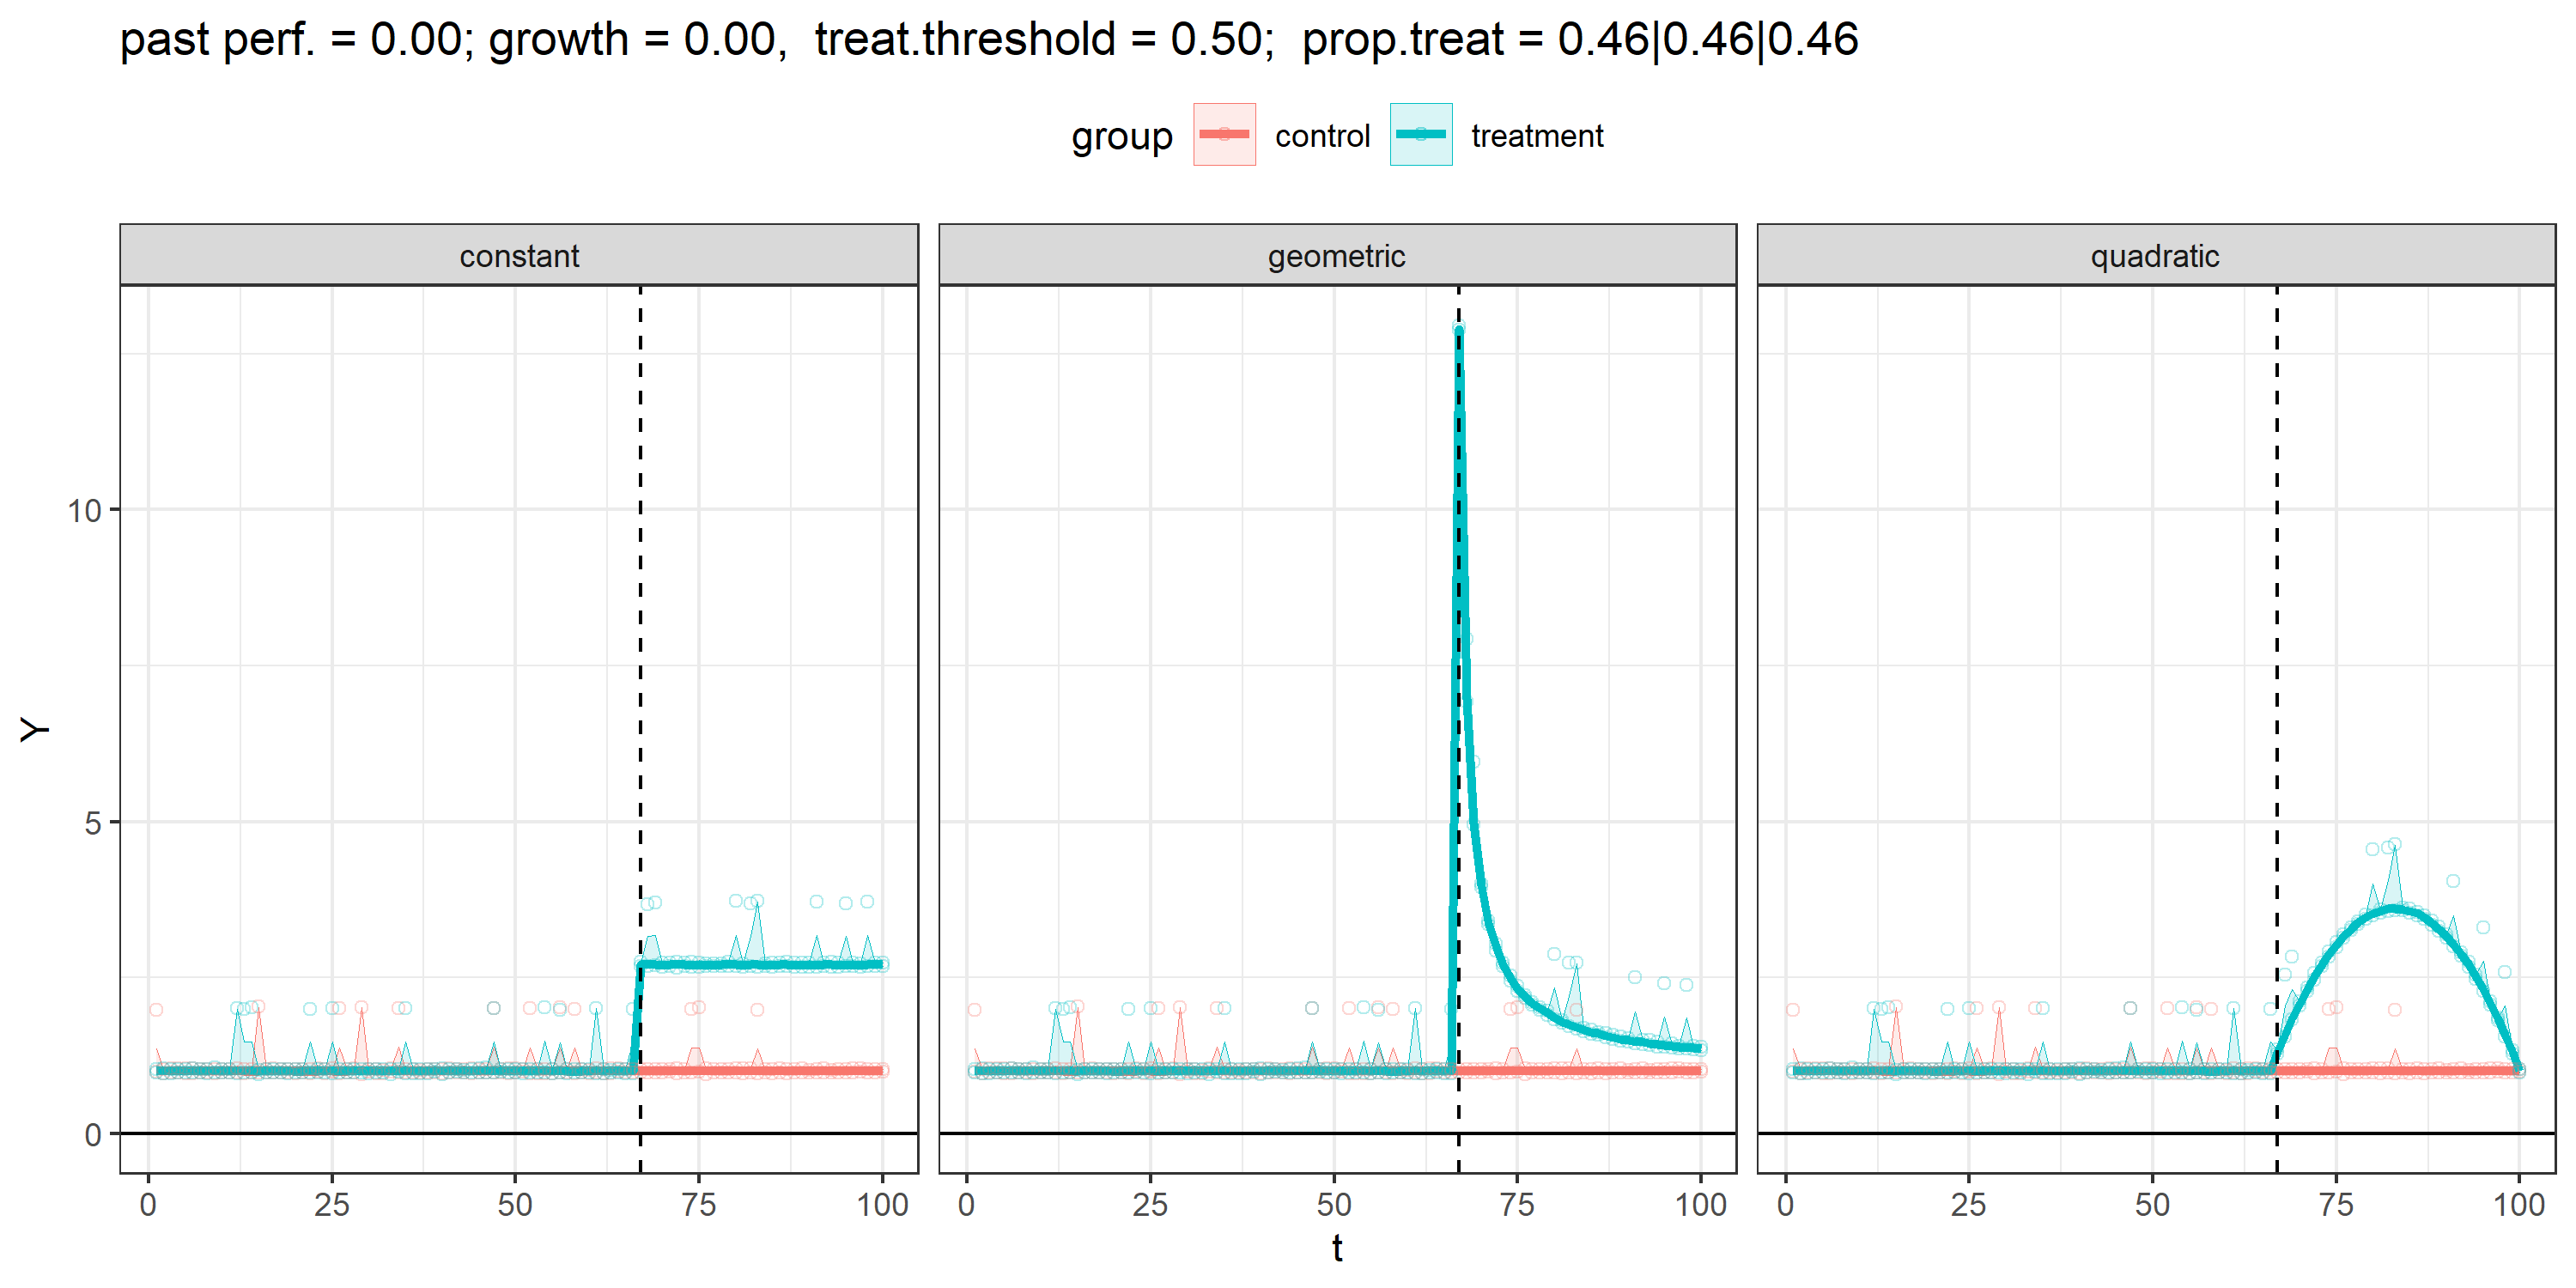 past perf. = 0.00; growth = 0.00,  treat.threshold = 0.50;  prop.treat = 0.46|0.46|0.46
group control treatment
constant geometric quadratic
10
5
0
Y
0 25 50 75 100 0 25 50 75 100 0 25 50 75 100
t